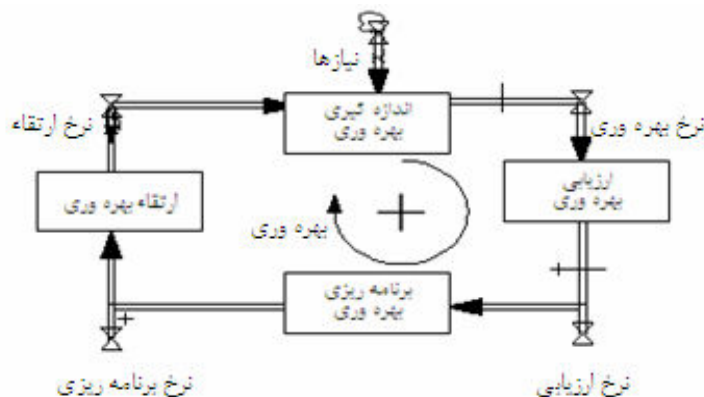 نیازها
اندازه گیری
بهره وری
نرخ ارتقاء
نرخ بهره وری
ارزیابی
بهره وری
ارتقاء بهره وری
بهره وری
برنامه ریزی
بهره وری
نرخ ارزیابی
نرخ برنامه ریزی